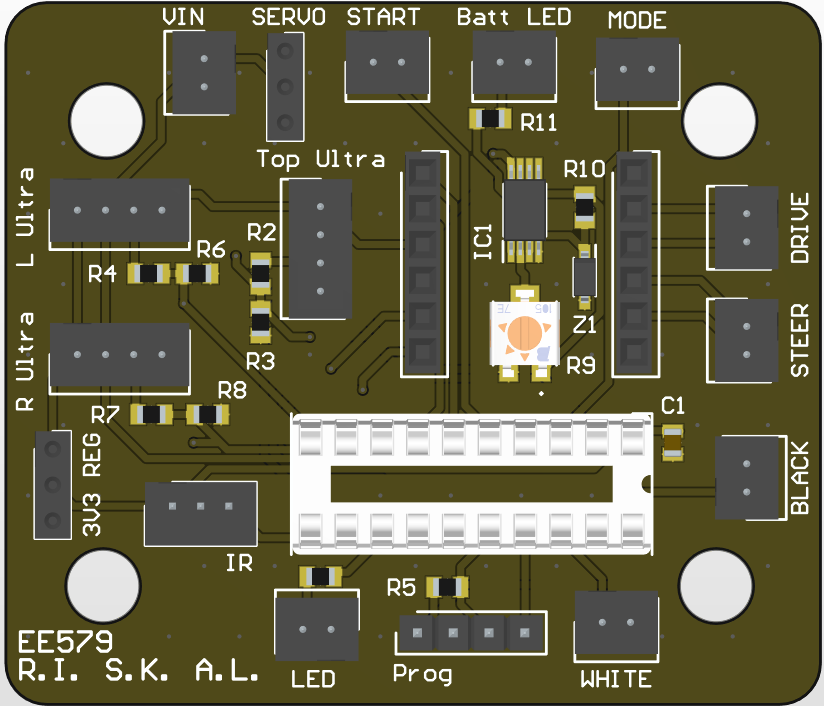 VIN
SERVO
START
Batt LED
MODE
R11
Top Ultra
R10
L Ultra
R2
R6
R4
IC1
DRIVE
Z1
R3
R9
STEER
R Ultra
R8
R7
C1
REG
3V3
BLACK
IR
R5
EE579
R.I. S.K. A.L.
LED
Prog
WHITE